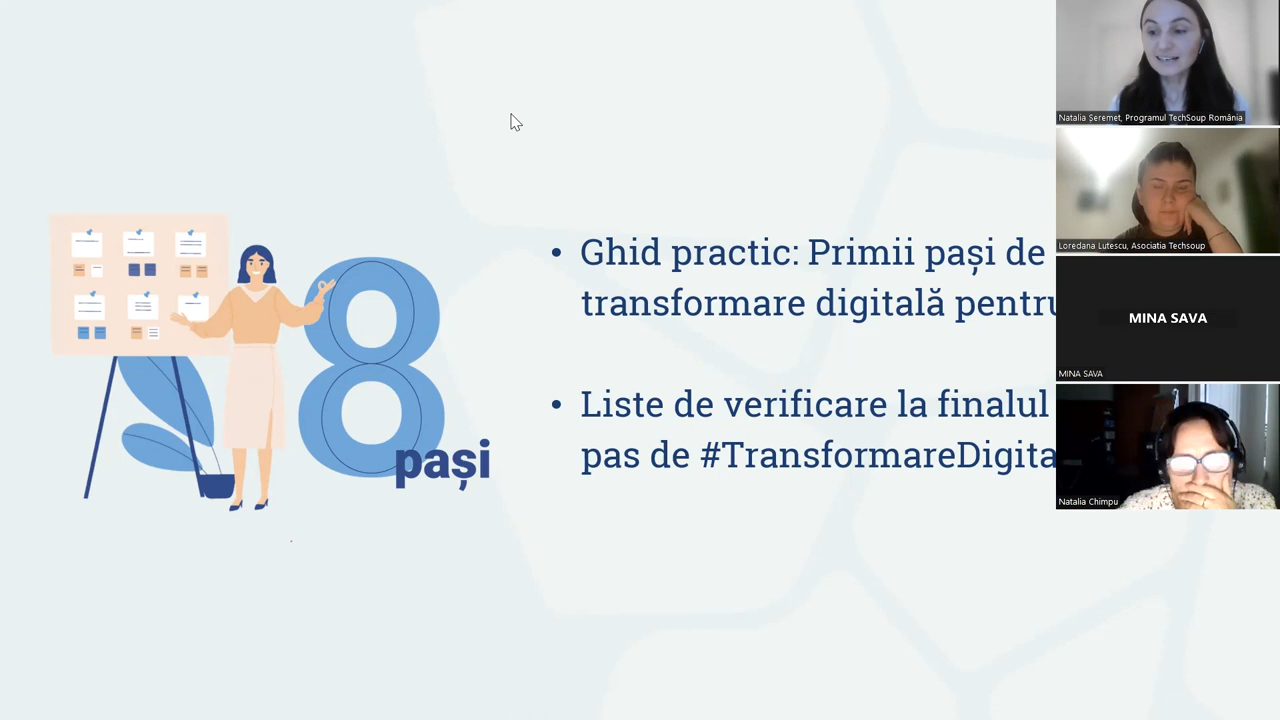 Ghid practic: Primii pași de
transformare digitală pentru
Liste de verificare la finalul
pas de #TransformareDigita
8
pași
Natalia Șeremet, Programul TechSoup România
Loredana Lutescu, Asociatia Techsoup
MINA SAVA
MINA SAVA
Natalia Chimpu